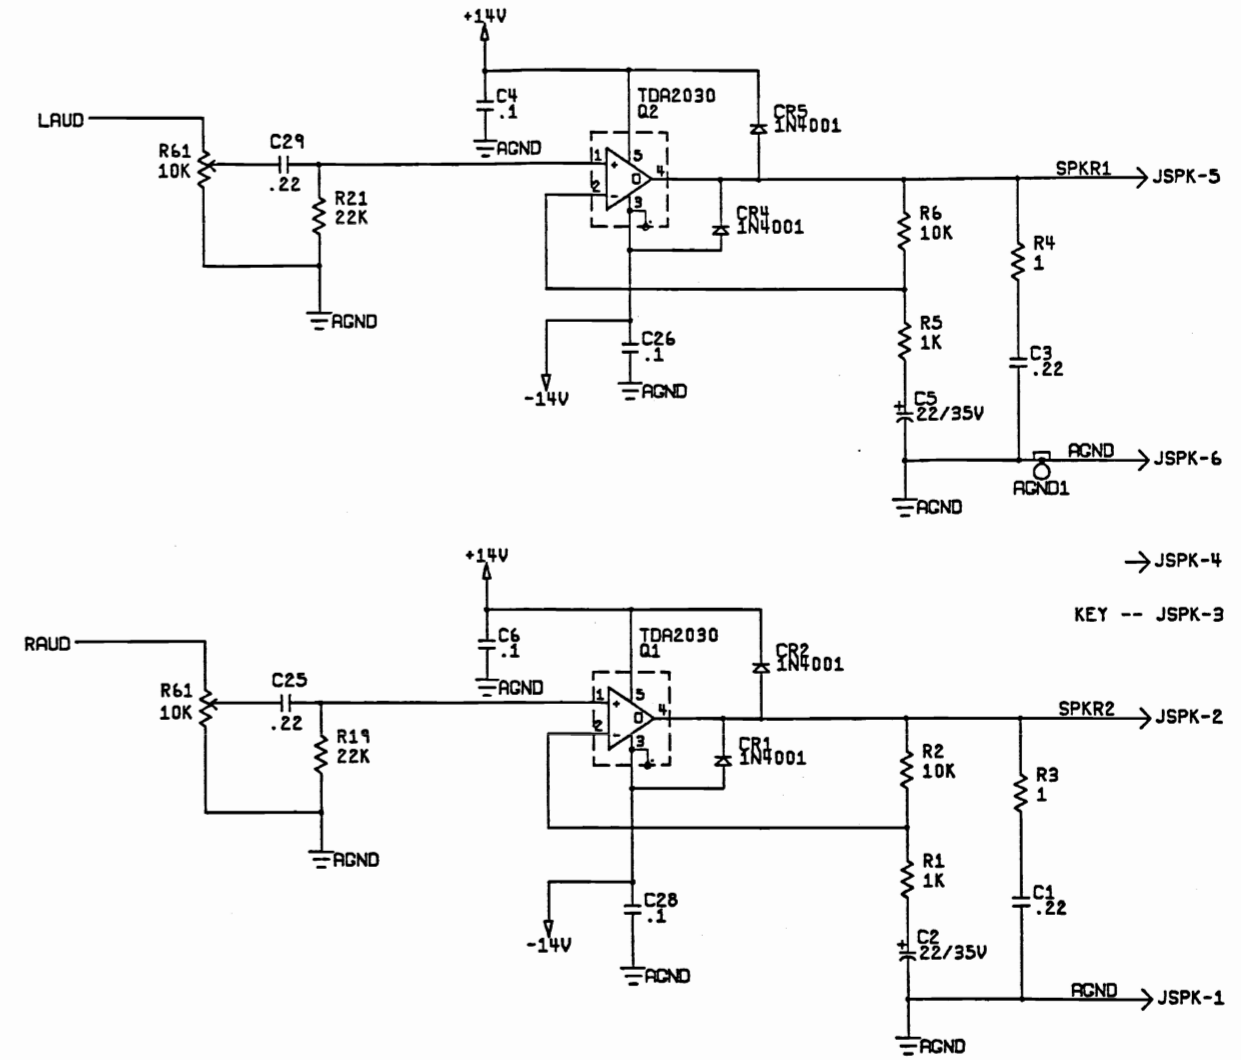 +14V
C4
.1
AGND
TDA2030
Q2
CR5
1N4001
LAUD
R61
10K
C29
.22
R21
22K
AGND
1
+
5
O
4
2
-
3
CR4
1N4001
SPKR1
JSPK-5
R6
10K
R4
1
R5
1K
C3
.22
C26
.1
AGND
-14V
+
C5
22/35V
AGND
JSPK-6
AGND1
AGND
JSPK-4
KEY -- JSPK-3
+14V
C6
.1
AGND
TDA2030
Q1
CR2
1N4001
RAUD
R61
10K
C25
.22
R19
22K
AGND
1
+
5
O
4
2
-
3
CR1
1N4001
SPKR2
JSPK-2
R2
10K
R3
1
R1
1K
C1
.22
C28
.1
AGND
-14V
+
C2
22/35V
AGND
JSPK-1
AGND